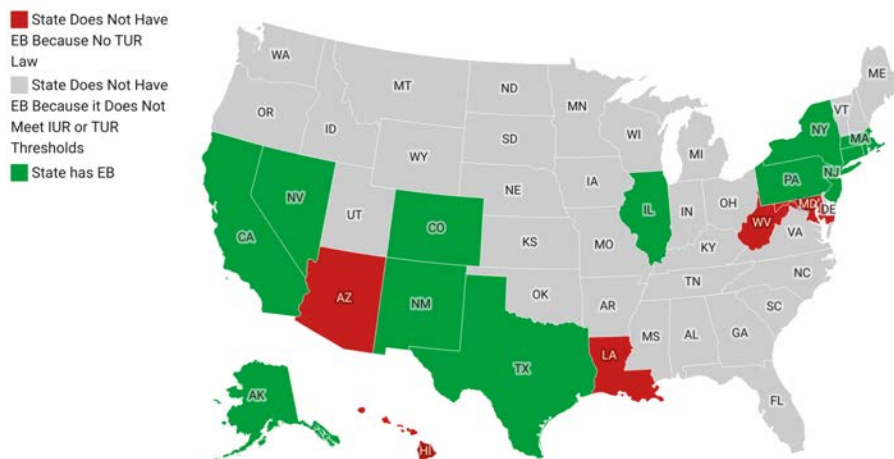 State Does Not Have
EB Because No TUR
Law
State Does Not Have
EB Because it Does Not
Meet IUR or TUR
Thresholds
State has EB
WA
MT
ND
MN
ME
OR
ID
SD
WI
VT
NY
MA
WY
MI
NV
UT
NE
IA
PA
NJ
CA
CO
IL
IN
OH
MD
DE
WV
VA
KS
MO
KY
AZ
NM
OK
AR
TN
NC
SC
TX
LA
MS
AL
GA
AK
HI
FL